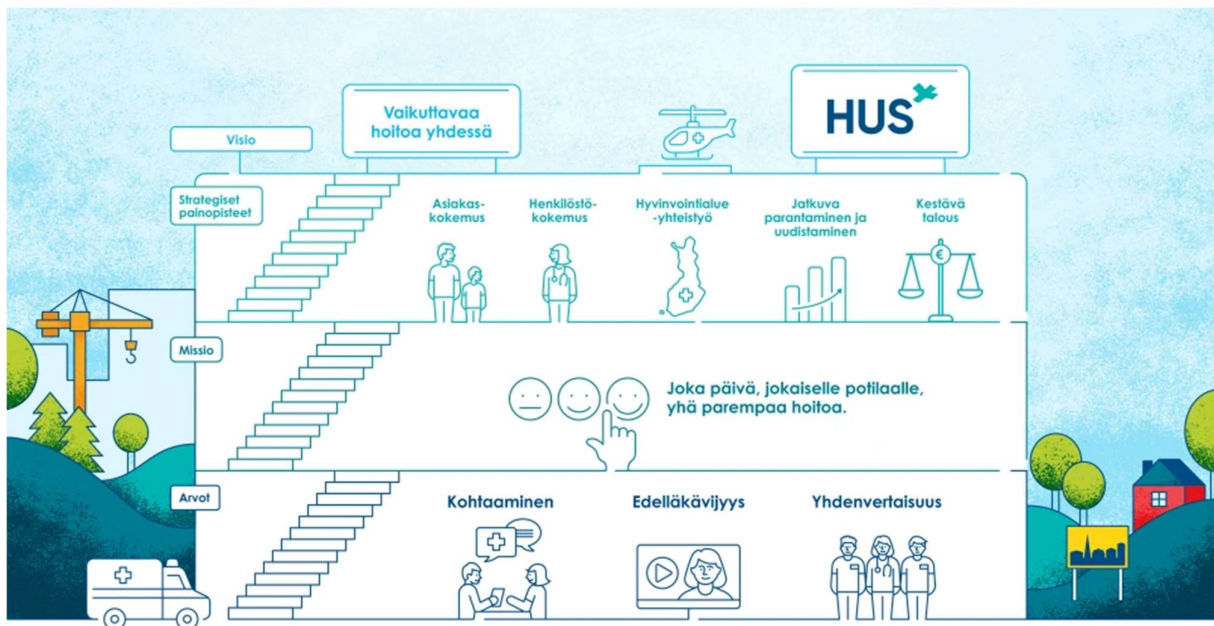 Visio
Vaikuttavaa
hoitoa yhdessä
HUS
Strategiset
painopisteet
Asiakas-
kokemus
Henkilöstö-
kokemus
Hyvinvointialue
-yhteistyö
Jatkuva
parantaminen ja
uudistaminen
Kestävä
talous
€
Missio
Joka päivä, jokaiselle potilaalle,
yhä parempaa hoitoa.
Arvot
Kohtaaminen
Edelläkävijyys
Yhdenvertaisuus